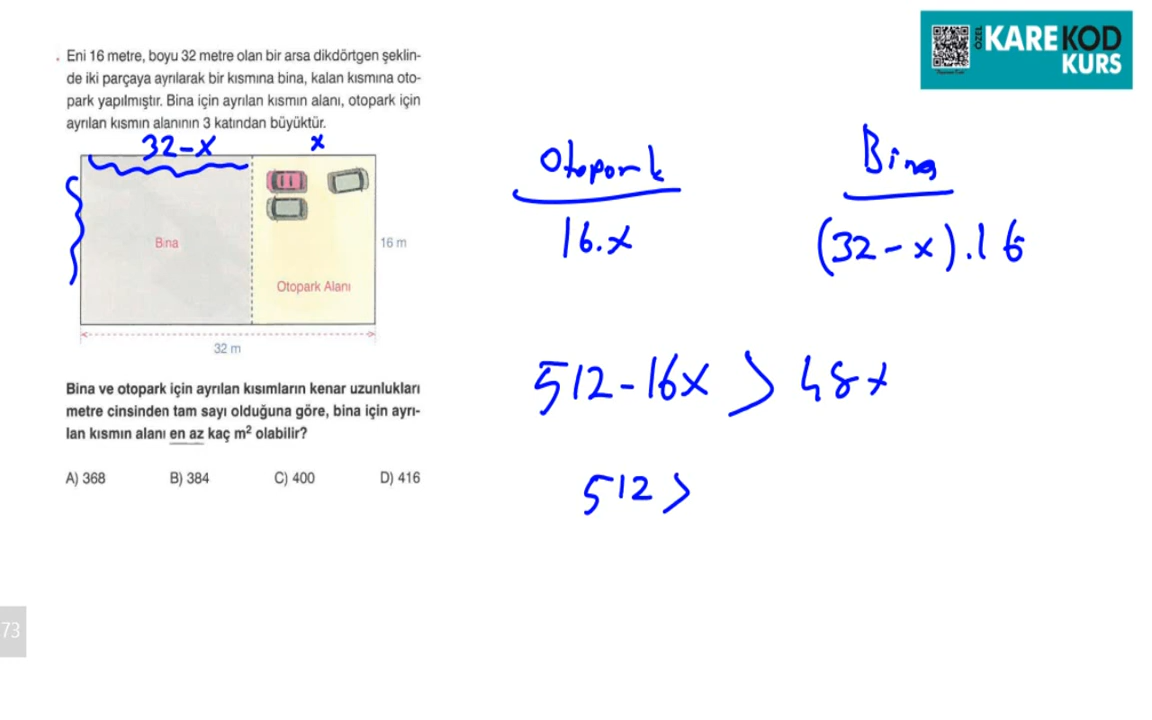 ÖZEL
KAREKOD
KURS
. Eni 16 metre, boyu 32 metre olan bir arsa dikdörtgen şeklin-
de iki parçaya ayrılarak bir kısmına bina, kalan kısmına oto-
park yapılmıştır. Bina için ayrılan kısmın alanı, otopark için
ayrılan kısmın alanının 3 katından büyüktür.
32-x x
Bina
16 m
Otopark Alanı
32 m
Bina ve otopark için ayrılan kısımların kenar uzunlukları
metre cinsinden tam sayı olduğuna göre, bina için ayrı-
lan kısmın alanı en az kaç m² olabilir?
A) 368 B) 384 C) 400 D) 416
Otopark Bina
16.x (32-x).16
512-16x > 48x
512 >
73